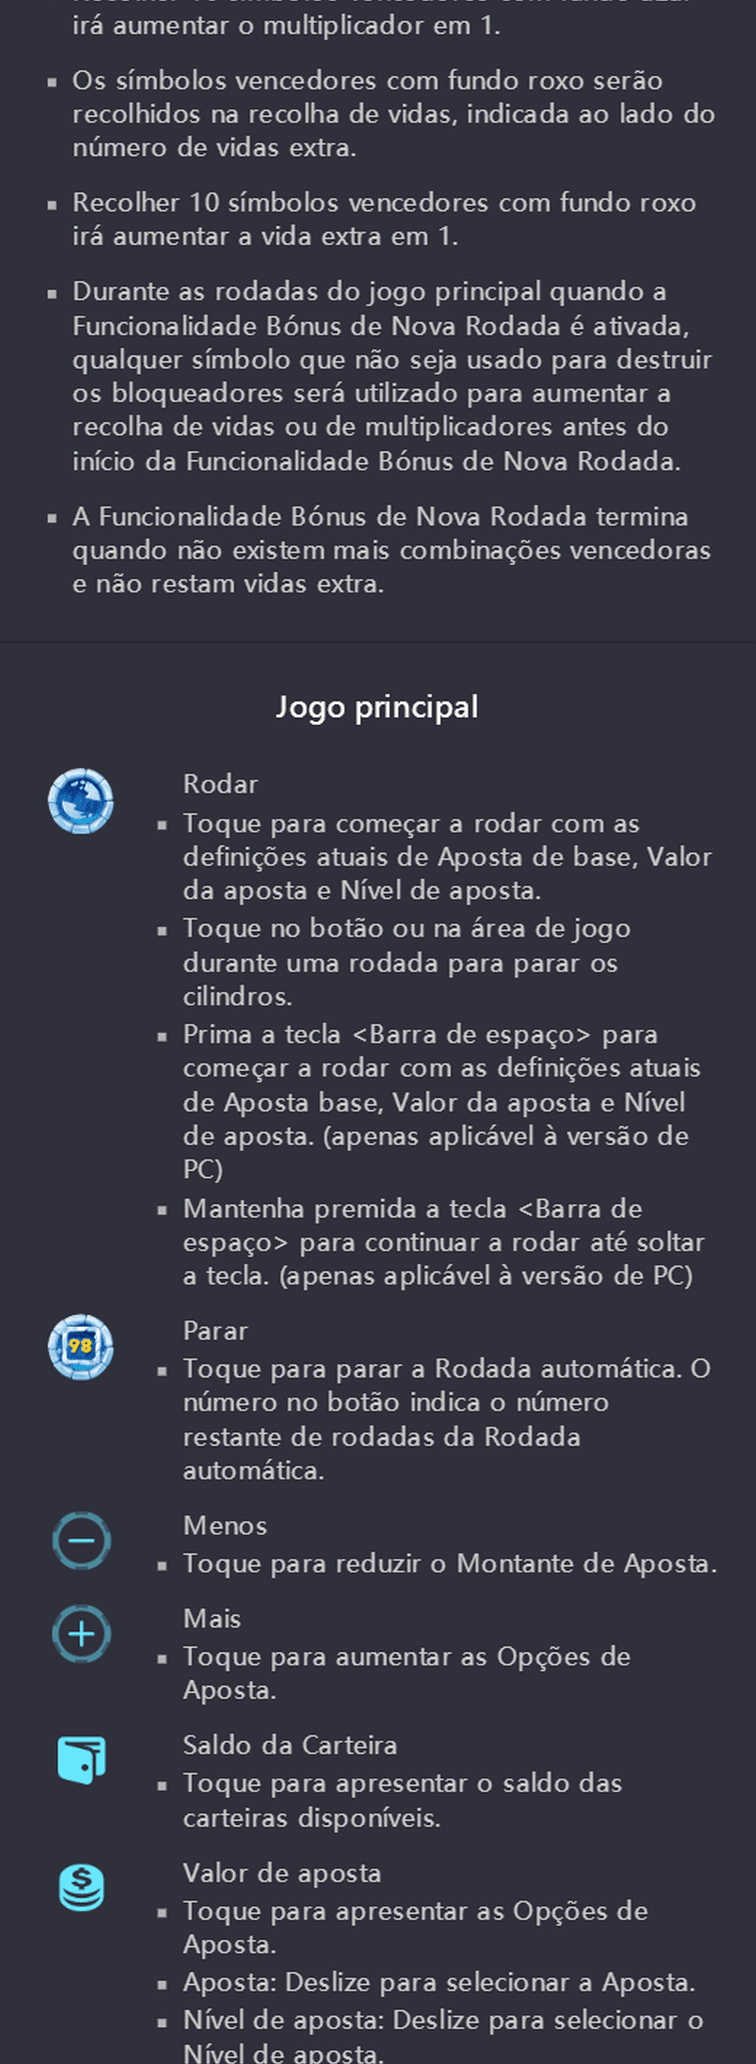 irá aumentar o multiplicador em 1.
▪ Os símbolos vencedores com fundo roxo serão
recolhidos na recolha de vidas, indicada ao lado do
número de vidas extra.
▪ Recolher 10 símbolos vencedores com fundo roxo
irá aumentar a vida extra em 1.
▪ Durante as rodadas do jogo principal quando a
Funcionalidade Bónus de Nova Rodada é ativada,
qualquer símbolo que não seja usado para destruir
os bloqueadores será utilizado para aumentar a
recolha de vidas ou de multiplicadores antes do
início da Funcionalidade Bónus de Nova Rodada.
▪ A Funcionalidade Bónus de Nova Rodada termina
quando não existem mais combinações vencedoras
e não restam vidas extra.
Jogo principal
Rodar
▪ Toque para começar a rodar com as
definições atuais de Aposta de base, Valor
da aposta e Nível de aposta.
▪ Toque no botão ou na área de jogo
durante uma rodada para parar os
cilindros.
▪ Prima a tecla <Barra de espaço> para
começar a rodar com as definições atuais
de Aposta base, Valor da aposta e Nível
de aposta. (apenas aplicável à versão de
PC)
▪ Mantenha premida a tecla <Barra de
espaço> para continuar a rodar até soltar
a tecla. (apenas aplicável à versão de PC)
98
Parar
▪ Toque para parar a Rodada automática. O
número no botão indica o número
restante de rodadas da Rodada
automática.
Menos
▪ Toque para reduzir o Montante de Aposta.
Mais
▪ Toque para aumentar as Opções de
Aposta.
Saldo da Carteira
▪ Toque para apresentar o saldo das
carteiras disponíveis.
Valor de aposta
▪ Toque para apresentar as Opções de
Aposta.
▪ Aposta: Deslize para selecionar a Aposta.
▪ Nível de aposta: Deslize para selecionar o
Nível de aposta.